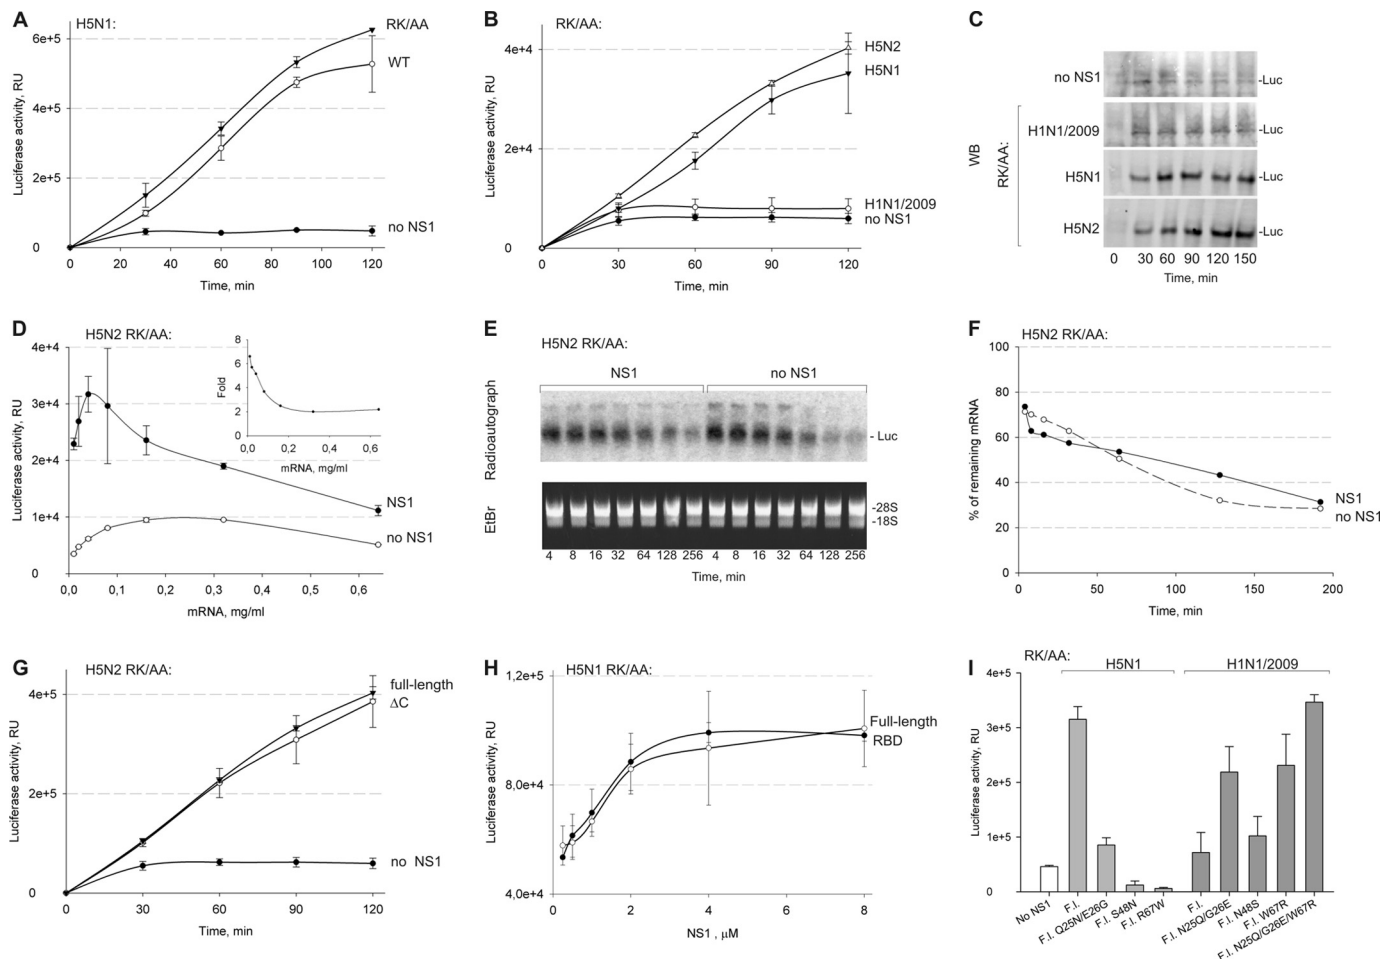 A
H5N1:
Luciferase activity, RU
6e+5
4e+5
2e+5
0
RK/AA
WT
no NS1
0 20 40 60 80 100 120
Time, min
B
RK/AA:
Luciferase activity, RU
4e+4
2e+4
0
H5N2
H5N1
H1N1/2009
no NS1
0 30 60 90 120
Time, min
C
WB
RK/AA:
no NS1 -Luc
H1N1/2009 -Luc
H5N1 -Luc
H5N2 -Luc
0 30 60 90 120 150
Time, min
D
H5N2 RK/AA:
Luciferase activity, RU
4e+4
3e+4
2e+4
1e+4
0
Fold
8
6
4
2
0
0,0 0,2 0,4 0,6
mRNA, mg/ml
NS1
no NS1
0,0 0,1 0,2 0,3 0,4 0,5 0,6
mRNA, mg/ml
E
H5N2 RK/AA:
NS1 no NS1
Radioautograph
- Luc
EtBr
-28S
-18S
4 8 16 32 64 128 256 4 8 16 32 64 128 256
Time, min
F
H5N2 RK/AA:
% of remaining mRNA
100
80
60
40
20
0
NS1
no NS1
0 50 100 150 200
Time, min
G
H5N2 RK/AA:
Luciferase activity, RU
4e+5
2e+5
0
full-length
ΔC
no NS1
0 30 60 90 120
Time, min
H
H5N1 RK/AA:
Luciferase activity, RU
1,2e+5
8,0e+4
4,0e+4
Full-length
RBD
0 2 4 6 8
NS1 , μM
I
RK/AA: H5N1 H1N1/2009
Luciferase activity, RU
4e+5
3e+5
2e+5
1e+5
0
No NS1
F.l.
F.l. Q25N/E26G
F.l. S48N
F.l. R67W
F.l.
F.l. N25Q/G26E
F.l. N48S
F.l. W67R
F.l. N25Q/G26E/W67R